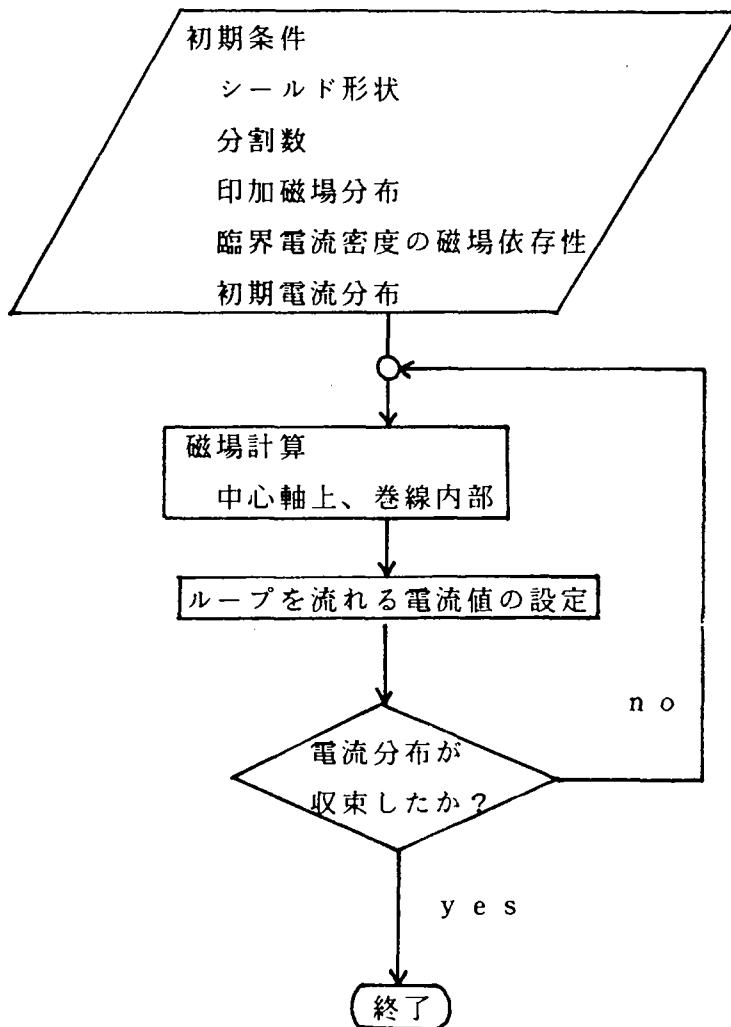 初期条件
シールド形状
分割数
印加磁場分布
臨界電流密度の磁場依存性
初期電流分布
磁場計算
中心軸上、巻線内部
ループを流れる電流値の設定
no
電流分布が
収束したか?
yes
終了